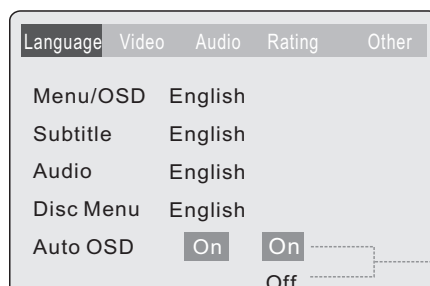 Language Video Audio Rating Other
Menu/OSD English
Subtitle English
Audio English
Disc Menu English
Auto OSD On On
Off